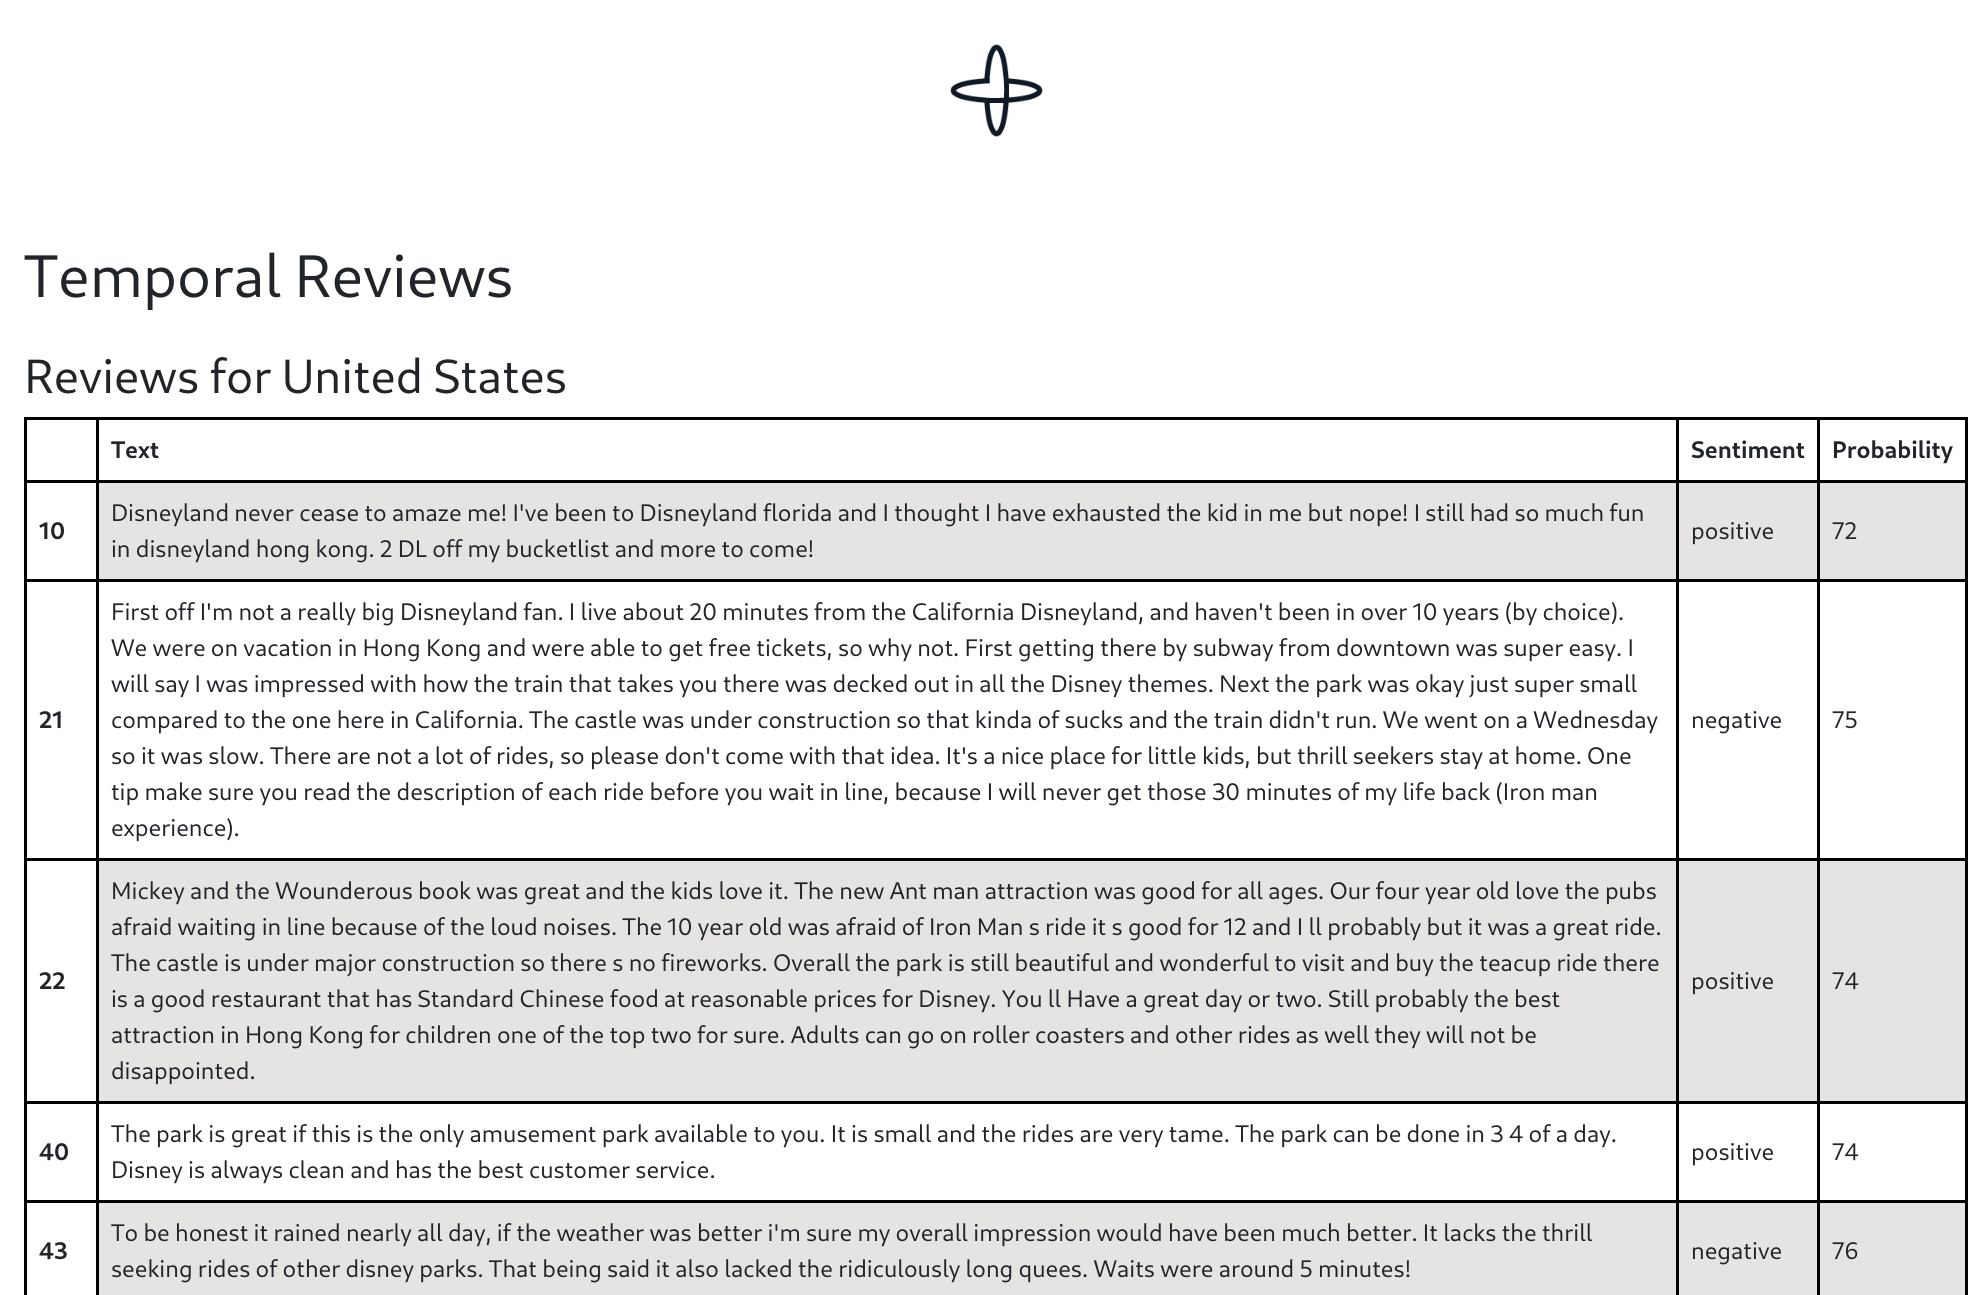 Temporal Reviews
Reviews for United States
Text Sentiment Probability
10 Disneyland never cease to amaze me! I've been to Disneyland florida and I thought I have exhausted the kid in me but nope! I still had so much fun
in disneyland hong kong. 2 DL off my bucketlist and more to come! positive 72
21 First off I'm not a really big Disneyland fan. I live about 20 minutes from the California Disneyland, and haven't been in over 10 years (by choice).
We were on vacation in Hong Kong and were able to get free tickets, so why not. First getting there by subway from downtown was super easy. I
will say I was impressed with how the train that takes you there was decked out in all the Disney themes. Next the park was okay just super small
compared to the one here in California. The castle was under construction so that kinda of sucks and the train didn't run. We went on a Wednesday
so it was slow. There are not a lot of rides, so please don't come with that idea. It's a nice place for little kids, but thrill seekers stay at home. One
tip make sure you read the description of each ride before you wait in line, because I will never get those 30 minutes of my life back (Iron man
experience). negative 75
22 Mickey and the Wounderous book was great and the kids love it. The new Ant man attraction was good for all ages. Our four year old love the pubs
afraid waiting in line because of the loud noises. The 10 year old was afraid of Iron Man s ride it s good for 12 and I ll probably but it was a great ride.
The castle is under major construction so there s no fireworks. Overall the park is still beautiful and wonderful to visit and buy the teacup ride there
is a good restaurant that has Standard Chinese food at reasonable prices for Disney. You ll Have a great day or two. Still probably the best
attraction in Hong Kong for children one of the top two for sure. Adults can go on roller coasters and other rides as well they will not be
disappointed. positive 74
40 The park is great if this is the only amusement park available to you. It is small and the rides are very tame. The park can be done in 3 4 of a day.
Disney is always clean and has the best customer service. positive 74
43 To be honest it rained nearly all day, if the weather was better i'm sure my overall impression would have been much better. It lacks the thrill
seeking rides of other disney parks. That being said it also lacked the ridiculously long quees. Waits were around 5 minutes! negative 76